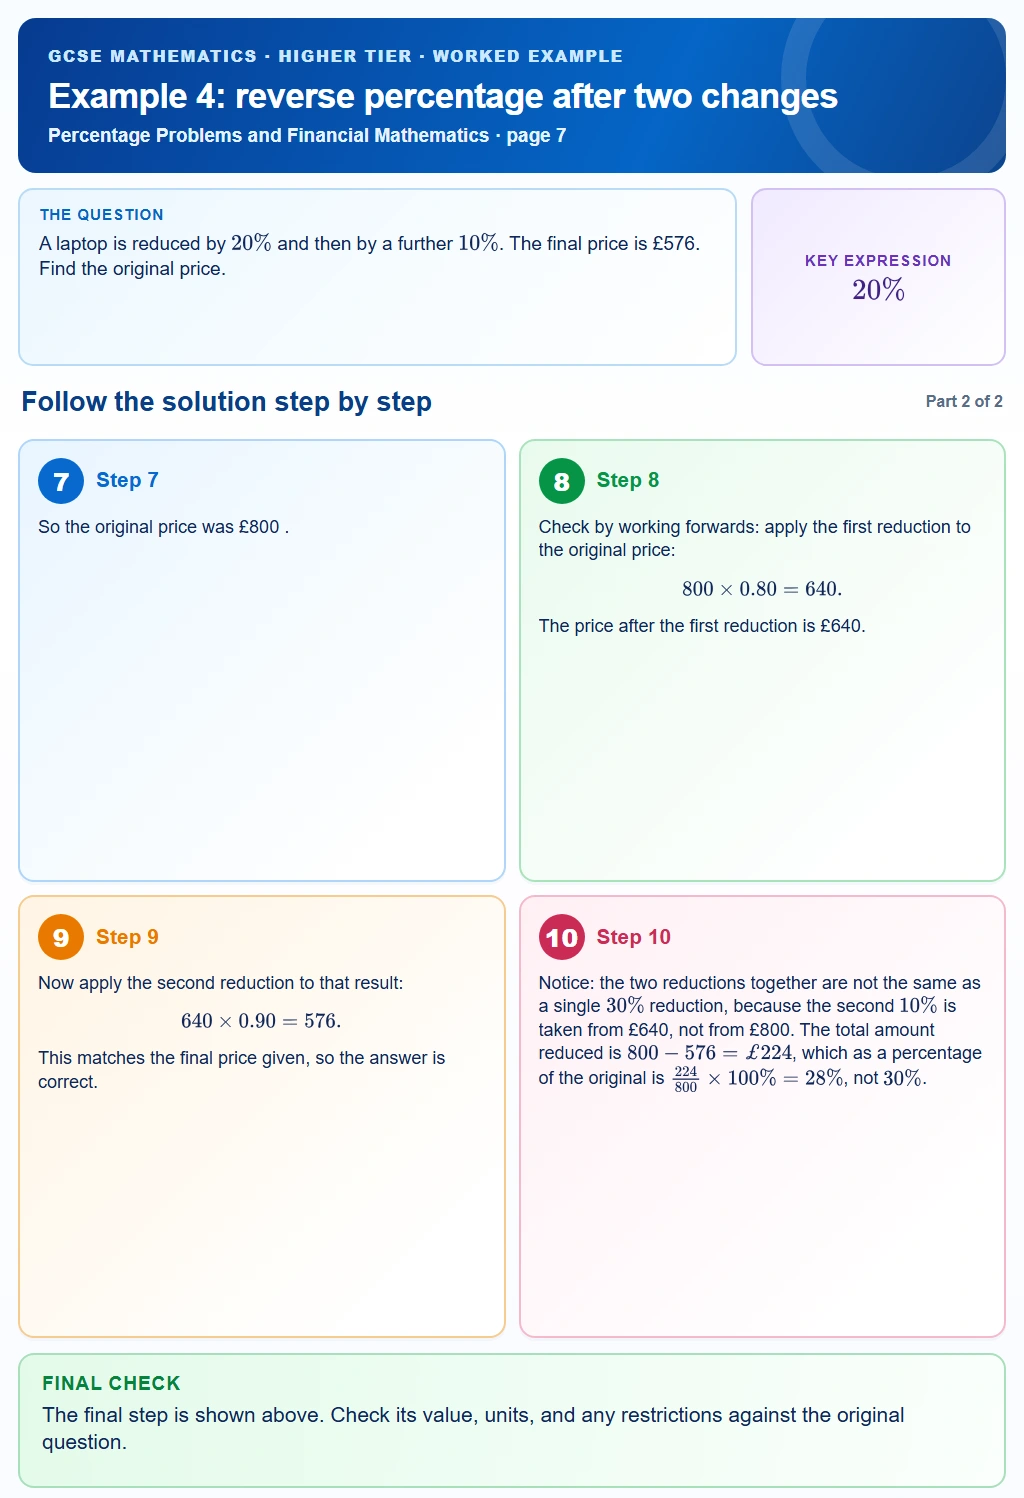 GCSE MATHEMATICS · HIGHER TIER · WORKED EXAMPLE
Example 4: reverse percentage after two changes
Percentage Problems and Financial Mathematics · page 7
THE QUESTION
A laptop is reduced by 20% and then by a further 10%. The final price is £576.
Find the original price.
KEY EXPRESSION
20%
Follow the solution step by step
Part 2 of 2
7 Step 7
So the original price was £800 .
8 Step 8
Check by working forwards: apply the first reduction to
the original price:
800 × 0.80 = 640.
The price after the first reduction is £640.
9 Step 9
Now apply the second reduction to that result:
640 × 0.90 = 576.
This matches the final price given, so the answer is
correct.
10 Step 10
Notice: the two reductions together are not the same as
a single 30% reduction, because the second 10% is
taken from £640, not from £800. The total amount
reduced is 800 − 576 = £224, which as a percentage
of the original is 224/800 × 100% = 28%, not 30%.
FINAL CHECK
The final step is shown above. Check its value, units, and any restrictions against the original
question.